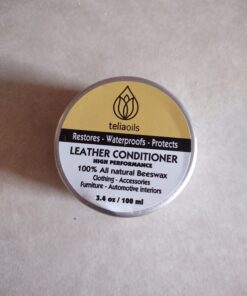 teliaoils
Restores - Waterproofs - Protects
LEATHER CONDITIONER
HIGH PERFORMANCE
100% All natural Beeswax
Clothing - Accessories
Furniture - Automotive interiors
3.4 oz / 100 ml